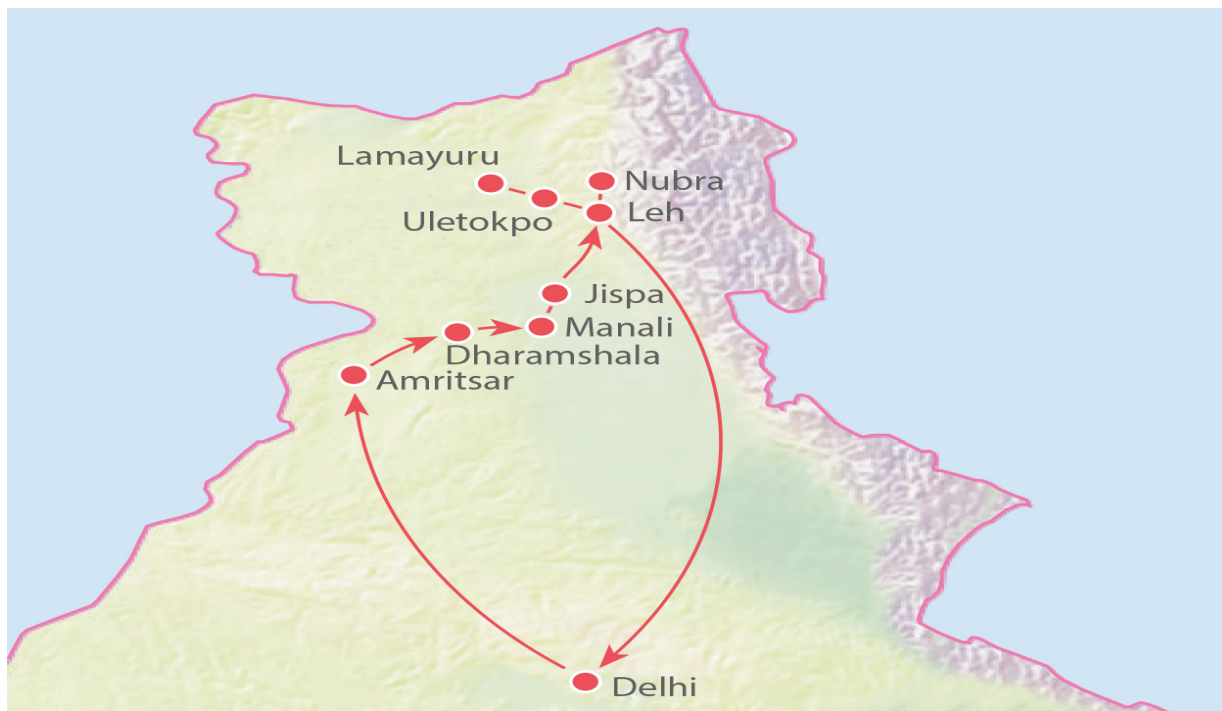 Lamayuru
Nubra
Uletokpo
Leh
Jispa
Manali
Dharamshala
Amritsar
Delhi